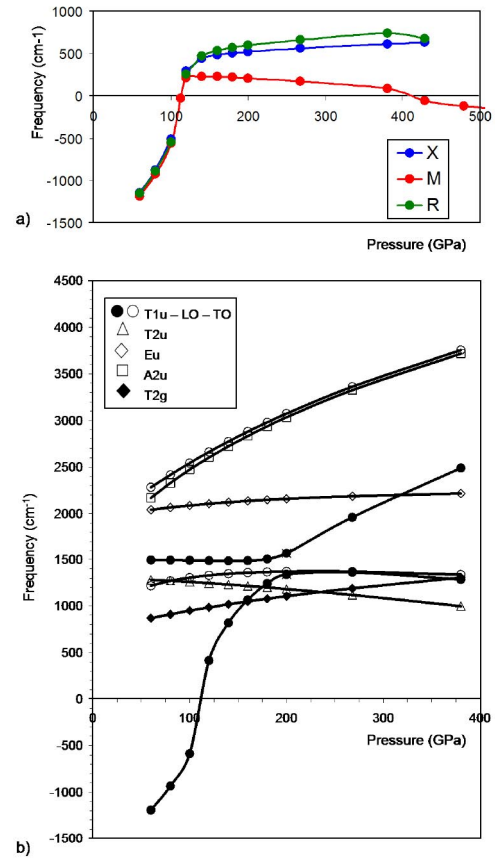 a)
Frequency (cm-1)
1000
500
0
-500
-1000
-1500
0
100
200
300
400
500
X
M
R
Pressure (GPa)
b)
Frequency (cm-1)
4500
4000
3500
3000
2500
2000
1500
1000
500
0
-500
-1000
-1500
T1u – LO – TO
T2u
Eu
A2u
T2g
0
100
200
300
400
Pressure (GPa)